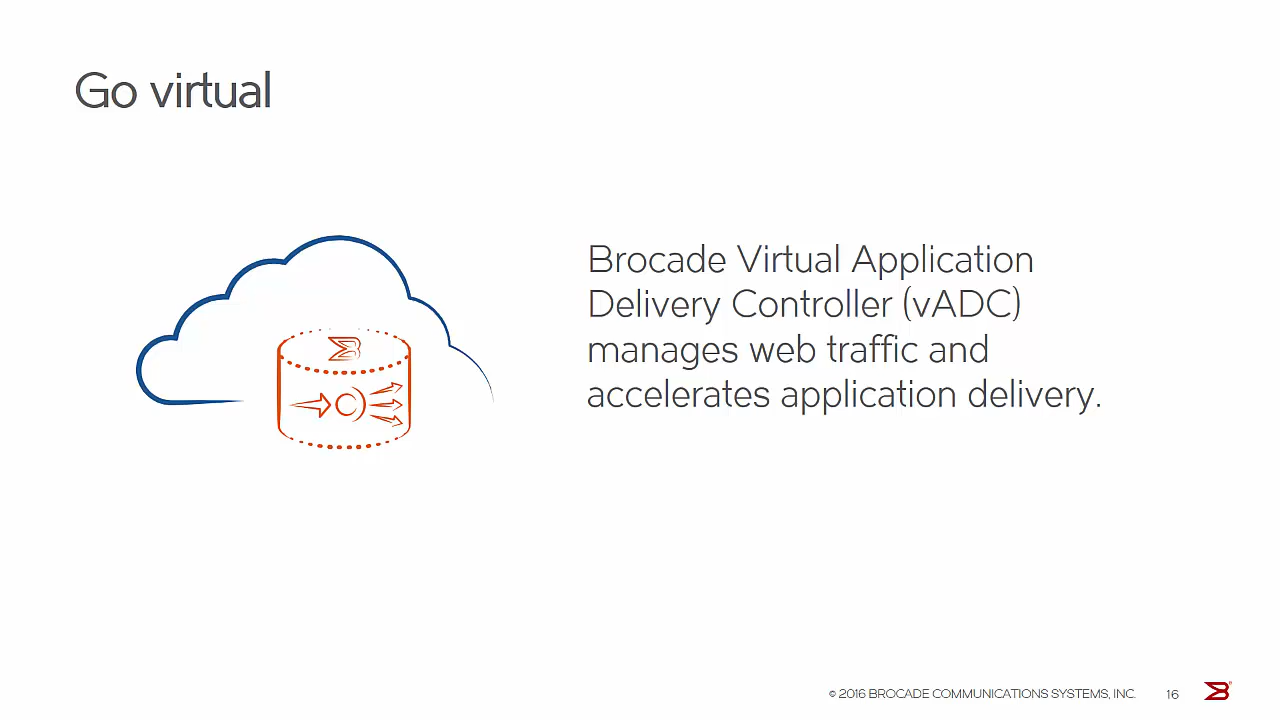 Go virtual
Brocade Virtual Application
Delivery Controller (vADC)
manages web traffic and
accelerates application delivery.
© 2016 BROCADE COMMUNICATIONS SYSTEMS, INC.
16